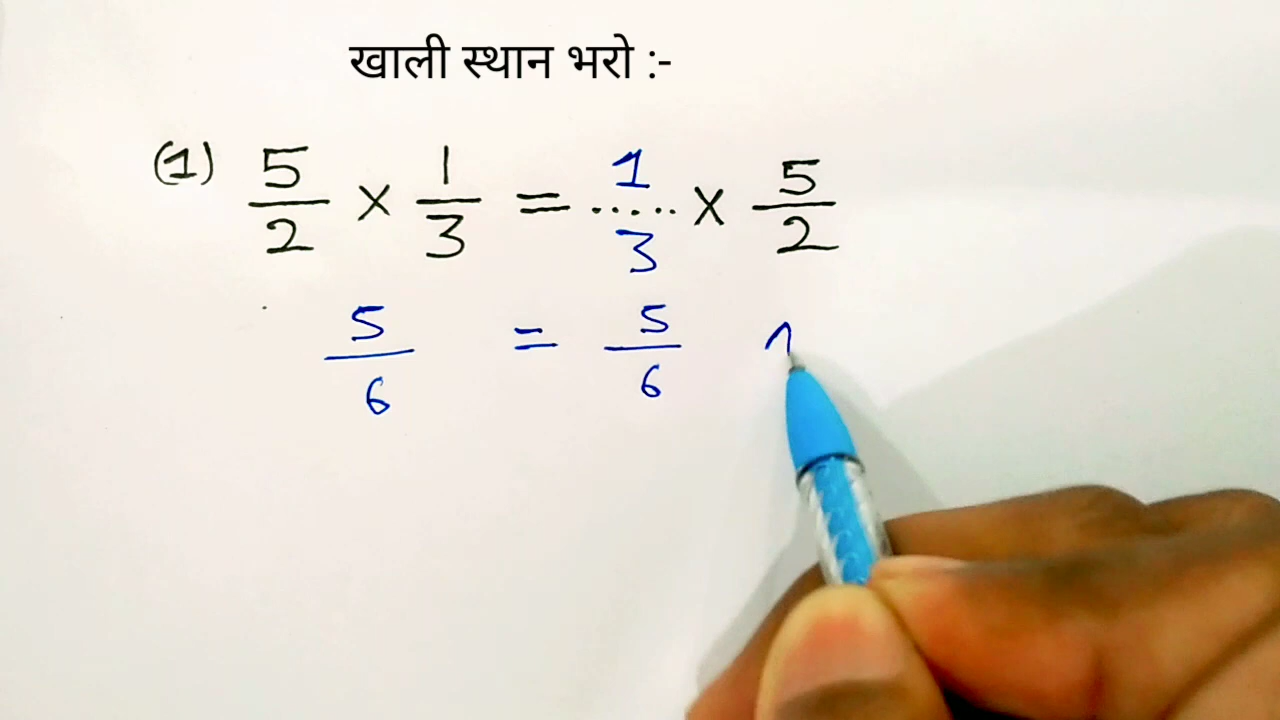 खाली स्थान भरो :-
(1) 5/2 × 1/3 = 1/3 × 5/2
5/6 = 5/6